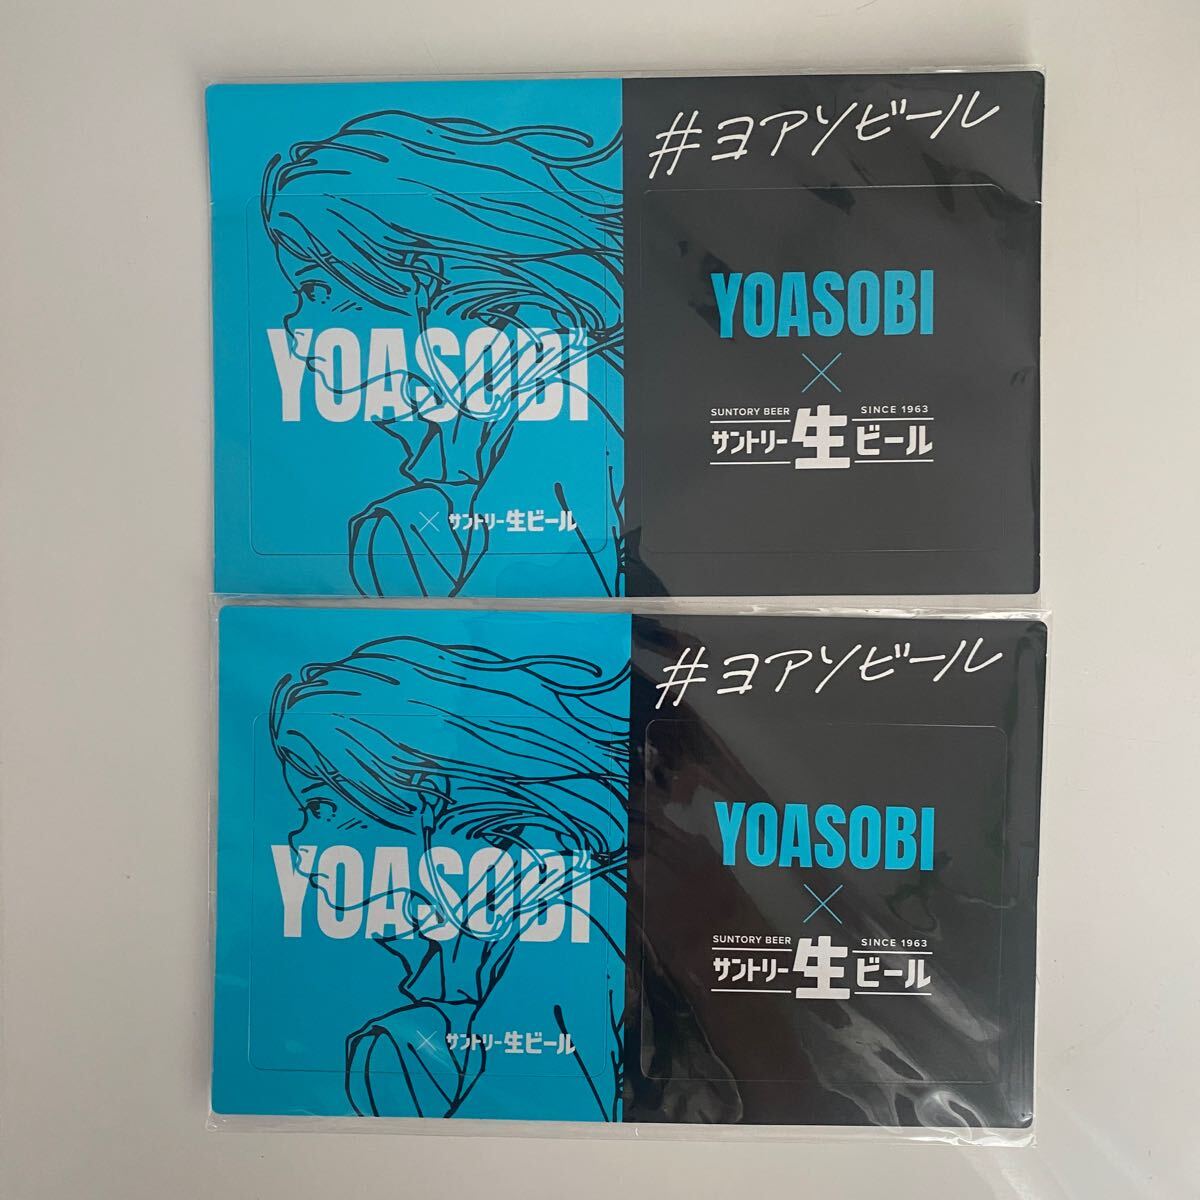 #ヨアソビール
YOASOBI
× サントリー生ビール
YOASOBI
×
SUNTORY BEER SINCE 1963
サントリー生ビール
#ヨアソビール
YOASOBI
× サントリー生ビール
YOASOBI
×
SUNTORY BEER SINCE 1963
サントリー生ビール